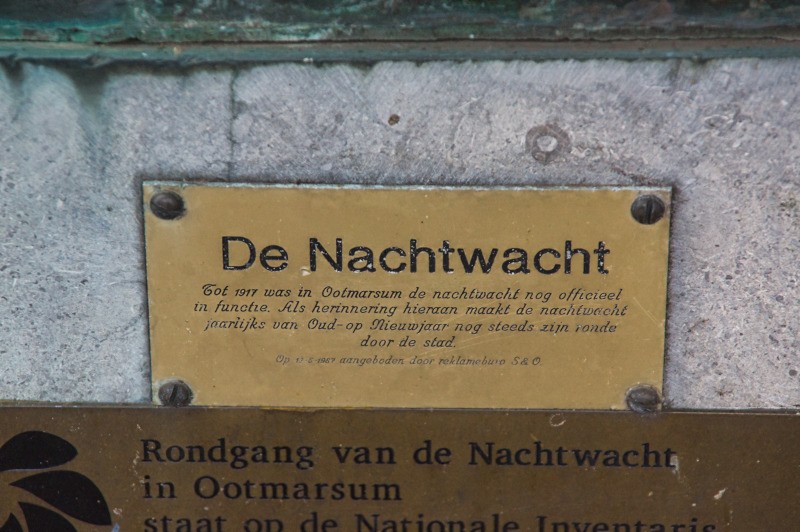 De Nachtwacht
Tot 1917 was in Ootmarsum de nachtwacht nog officieel
in functie. Als herinnering hieraan maakt de nachtwacht
jaarlijks van Oud-op Nieuwjaar nog steeds zijn ronde
door de stad.
Op aangeboden door reklameburo S&O.
Rondgang van de Nachtwacht
in Ootmarsum
staat op de Nationale Inventaris